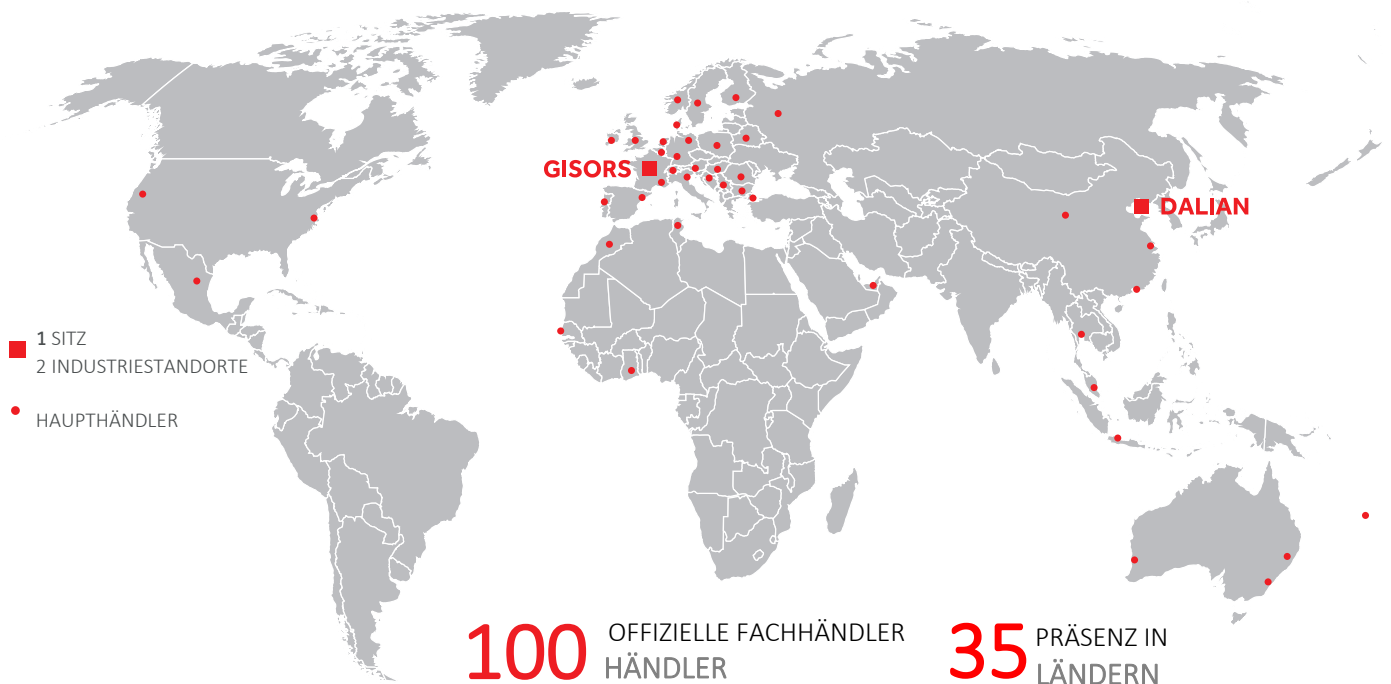 GISORS
DALIAN
1 SITZ
2 INDUSTRIESTANDORTE
HAUPTHÄNDLER
100 OFFIZIELLE FACHHÄNDLER
HÄNDLER
35 PRÄSENZ IN
LÄNDERN